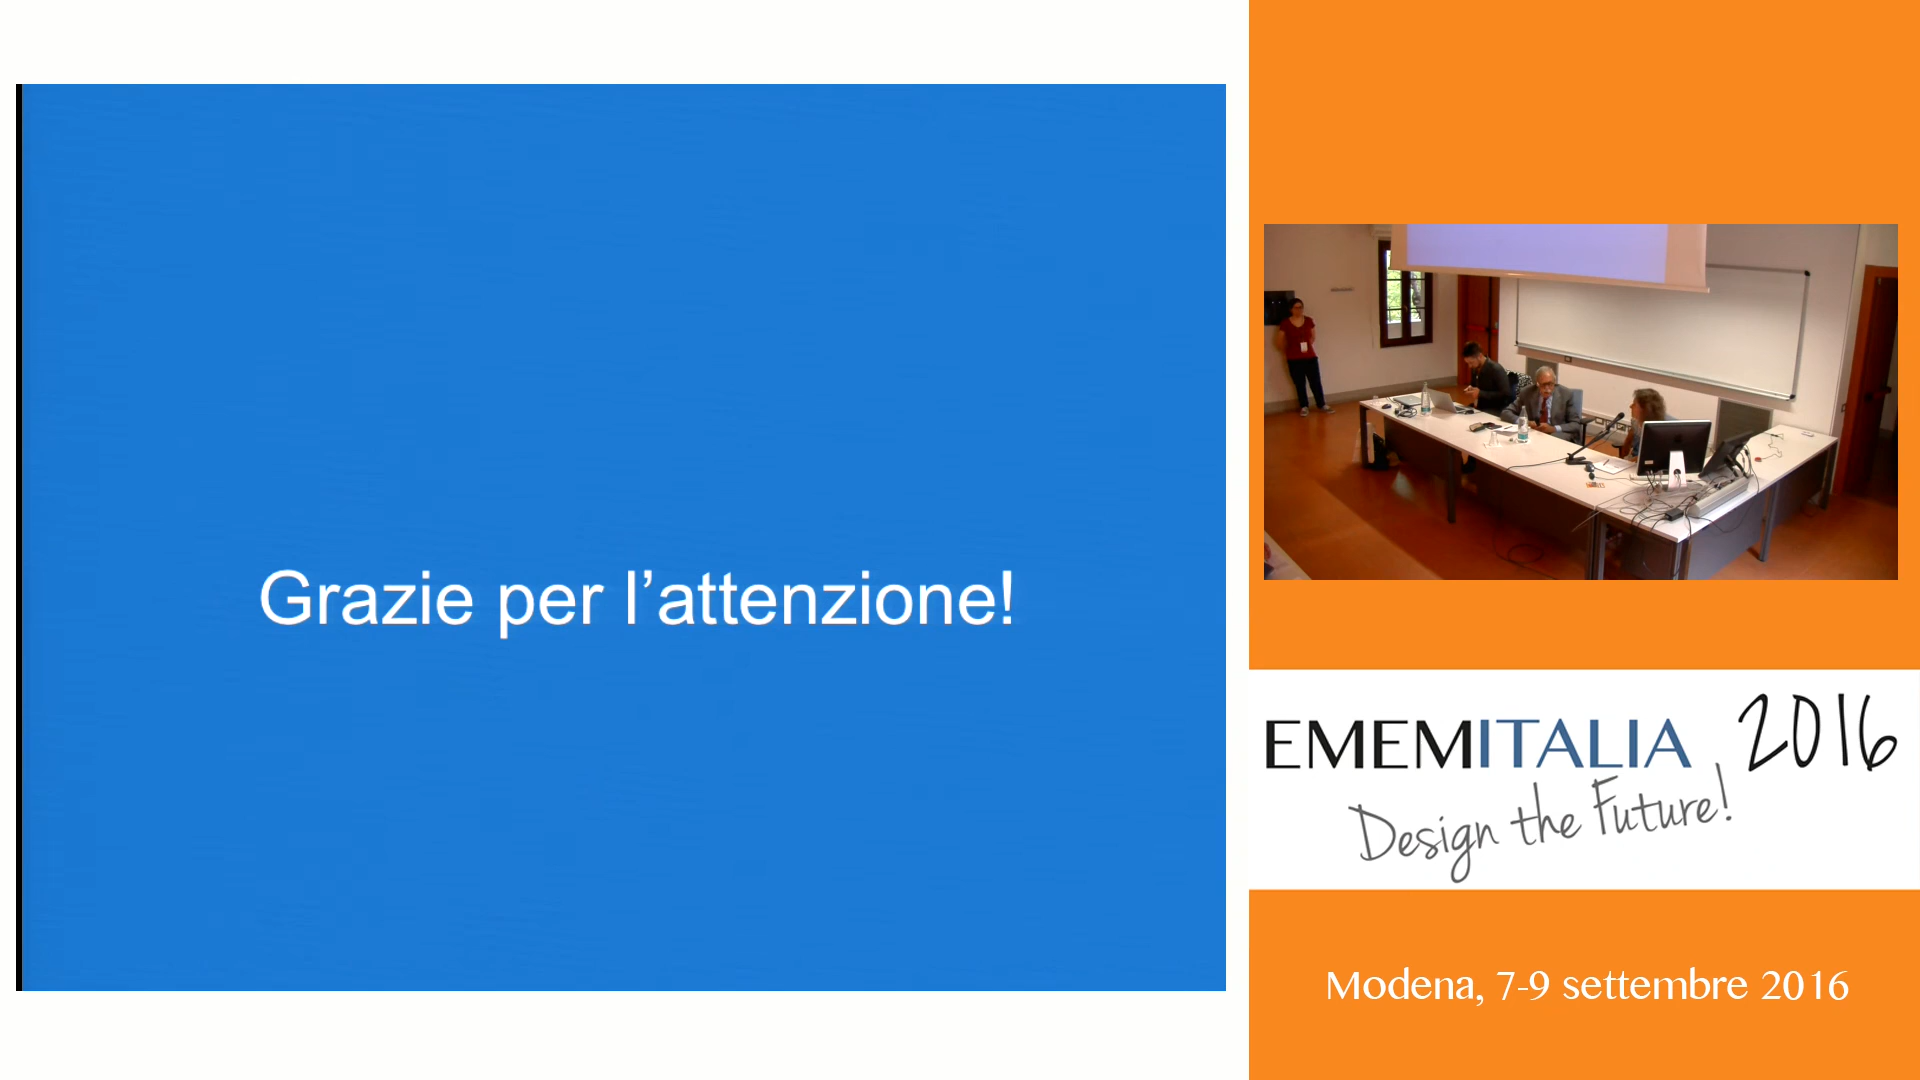 Grazie per l’attenzione!
EMEMITALIA 2016
Design the Future!
Modena, 7-9 settembre 2016